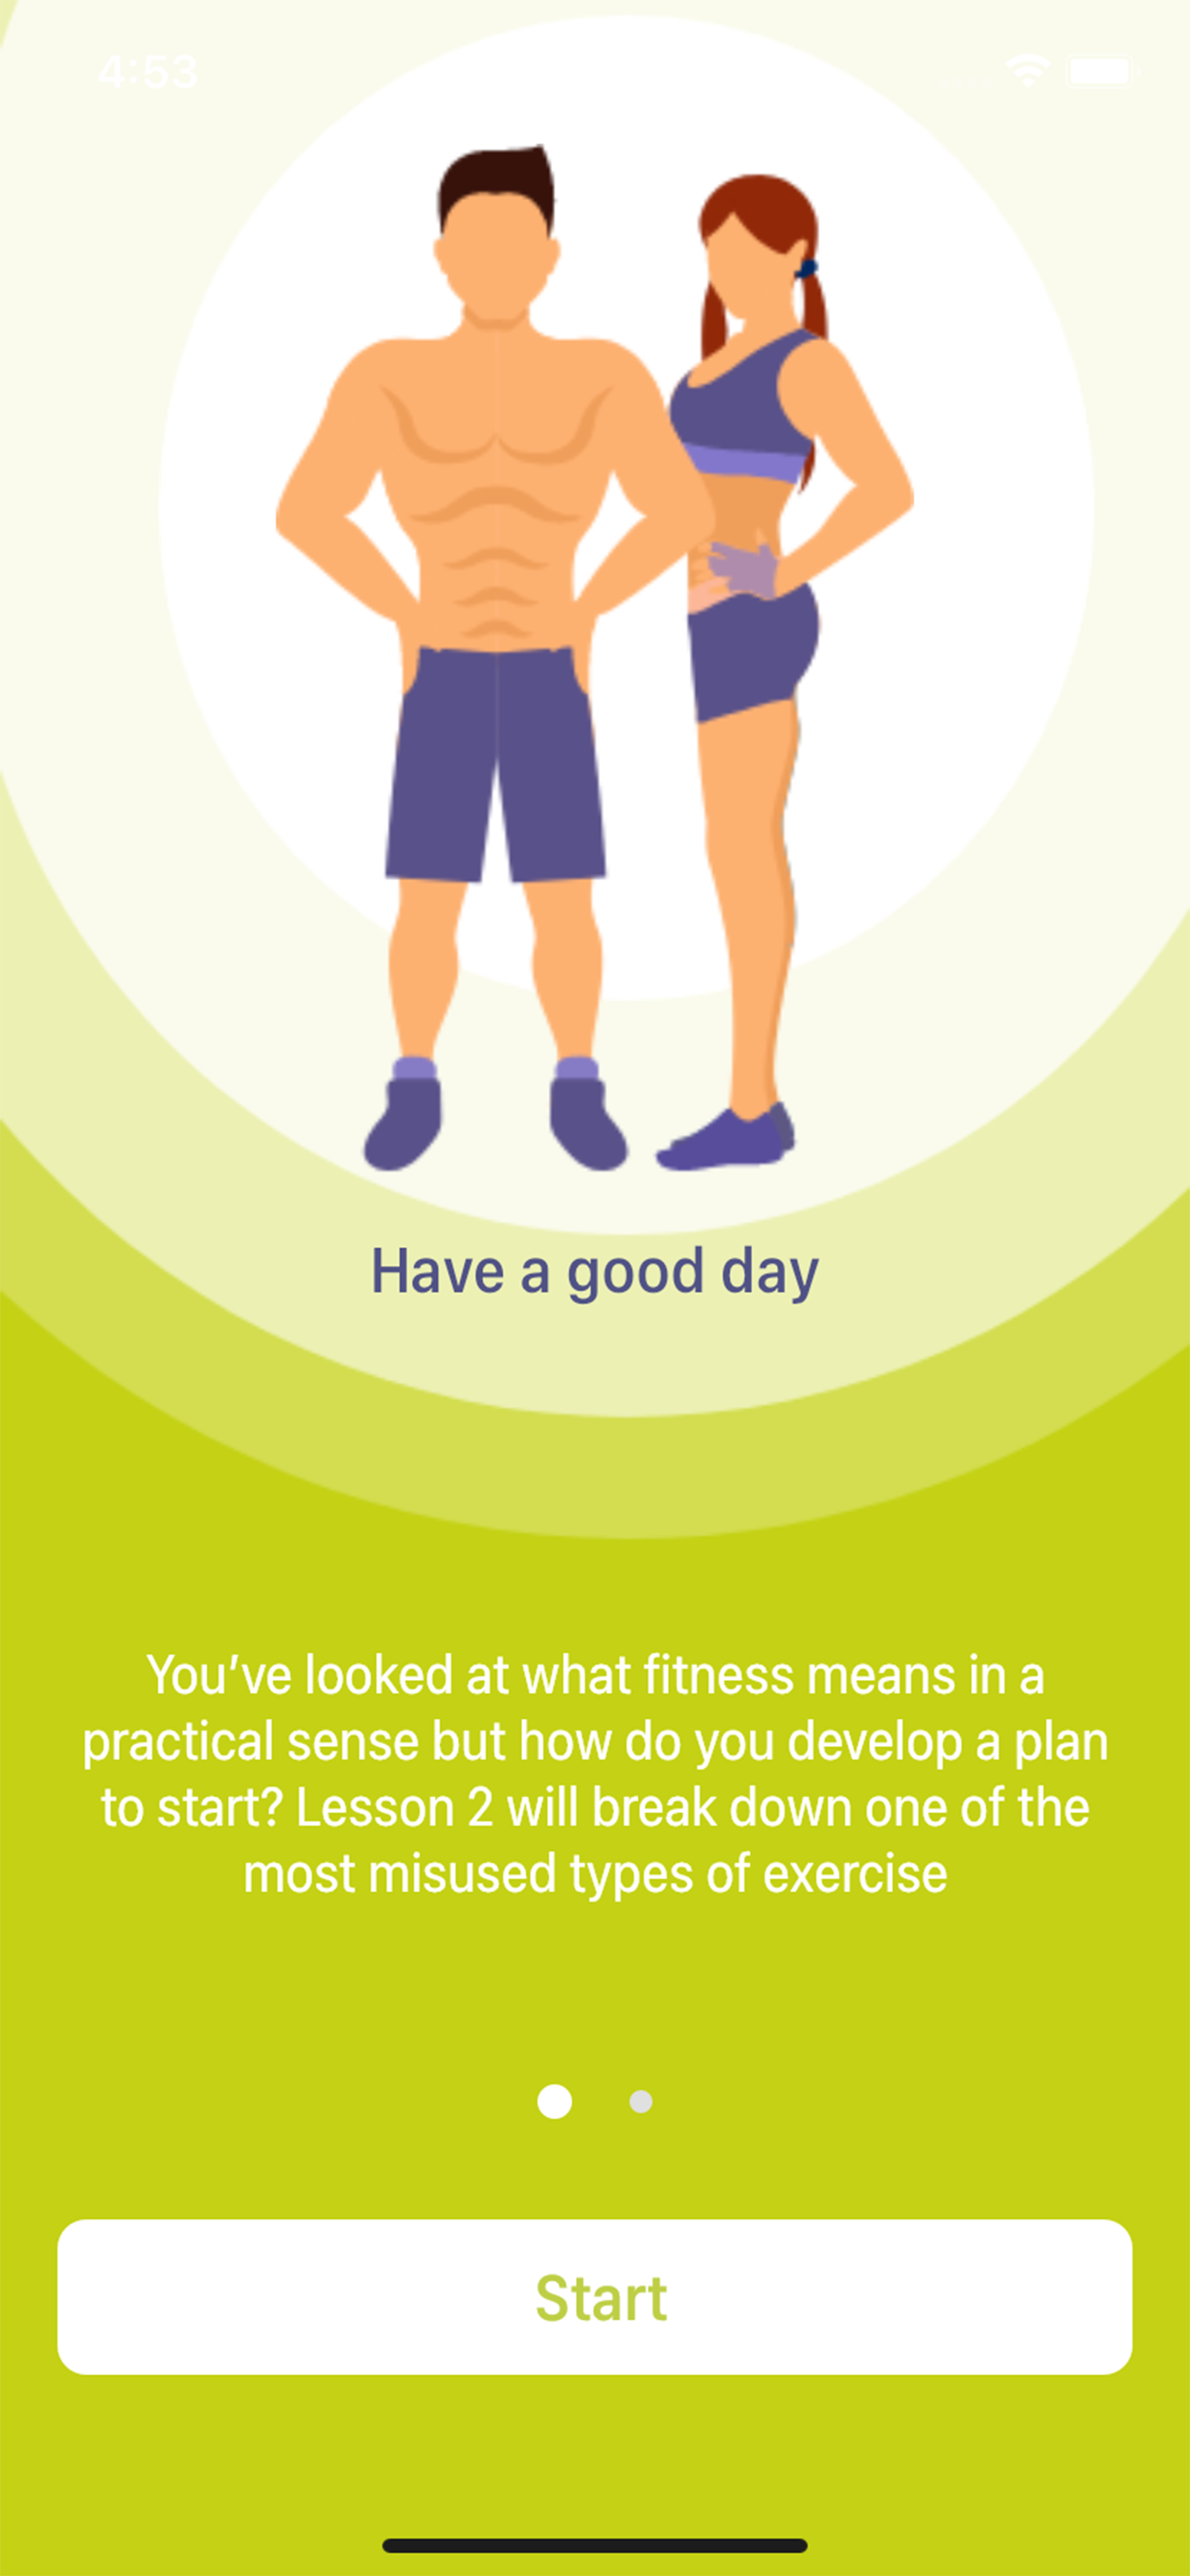 4:53
Have a good day
You’ve looked at what fitness means in a
practical sense but how do you develop a plan
to start? Lesson 2 will break down one of the
most misused types of exercise
Start